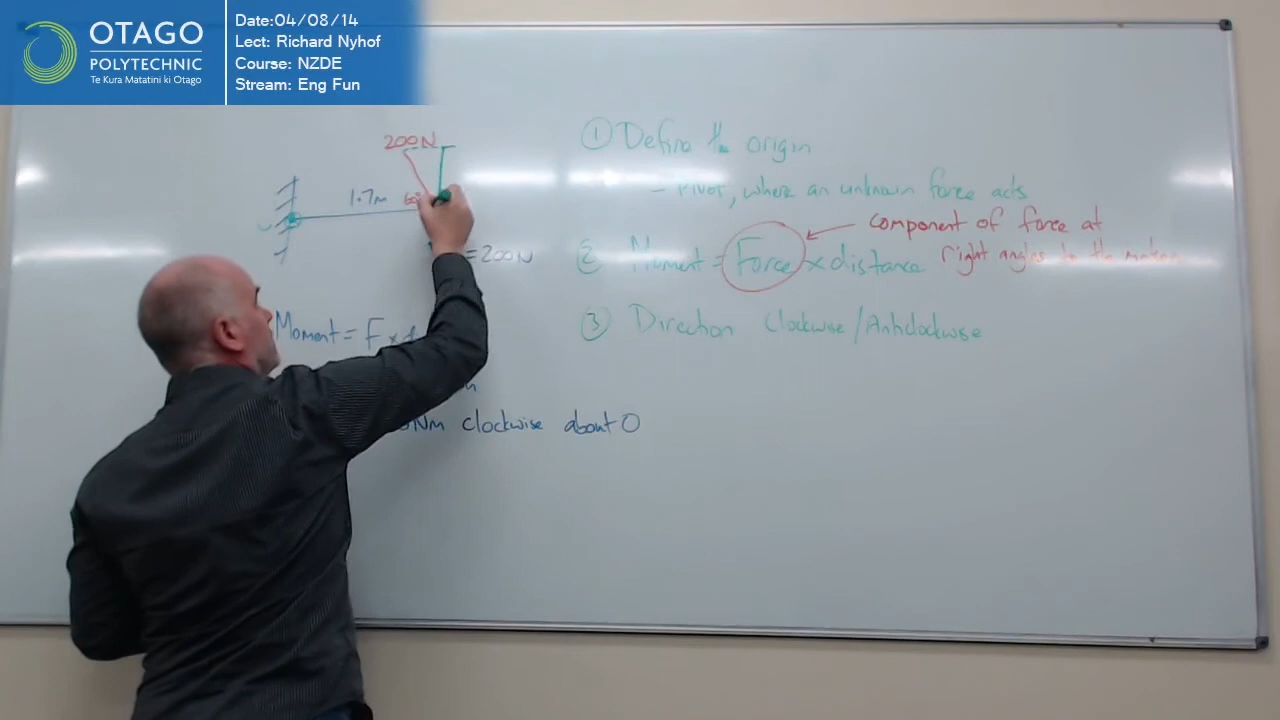 OTAGO
POLYTECHNIC
Te Kura Matatini ki Otago
Date:04/08/14
Lect: Richard Nyhof
Course: NZDE
Stream: Eng Fun
200N
1.7m
= 200N
Moment = F x
Nm clockwise about O
① Define the origin
- Pivot, where an unknown force acts
component of force at
right angles to the
② Moment = Force x distance
③ Direction Clockwise/Anticlockwise